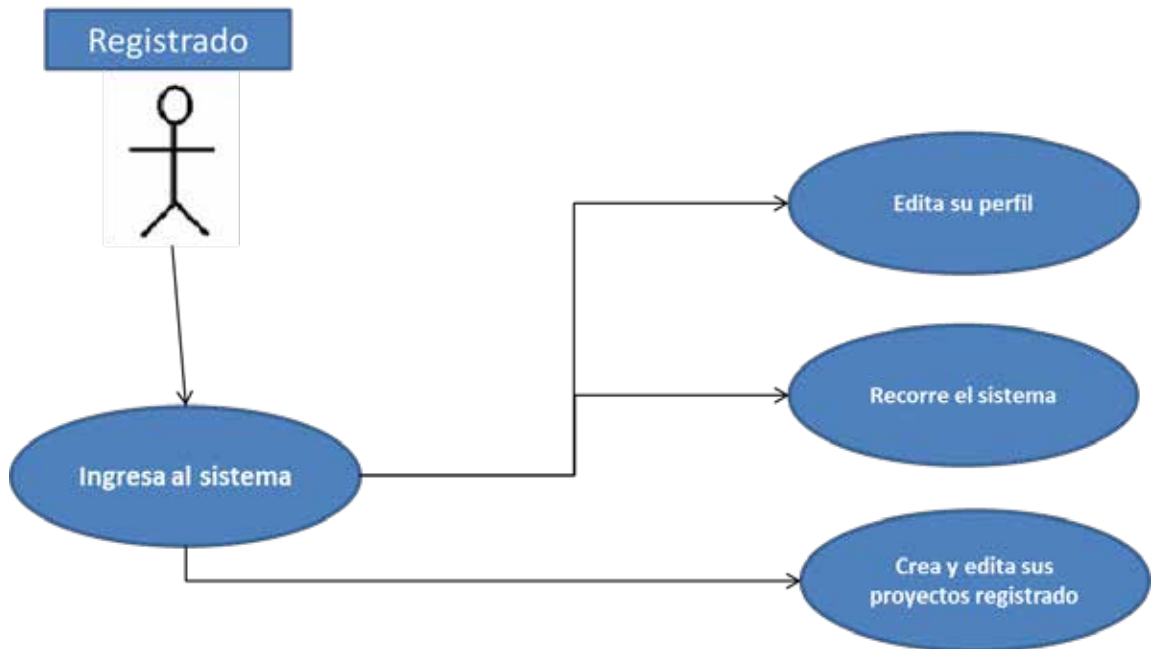 Registrado
Edita su perfil
Recorre el sistema
Ingresa al sistema
Crea y edita sus
proyectos registrado